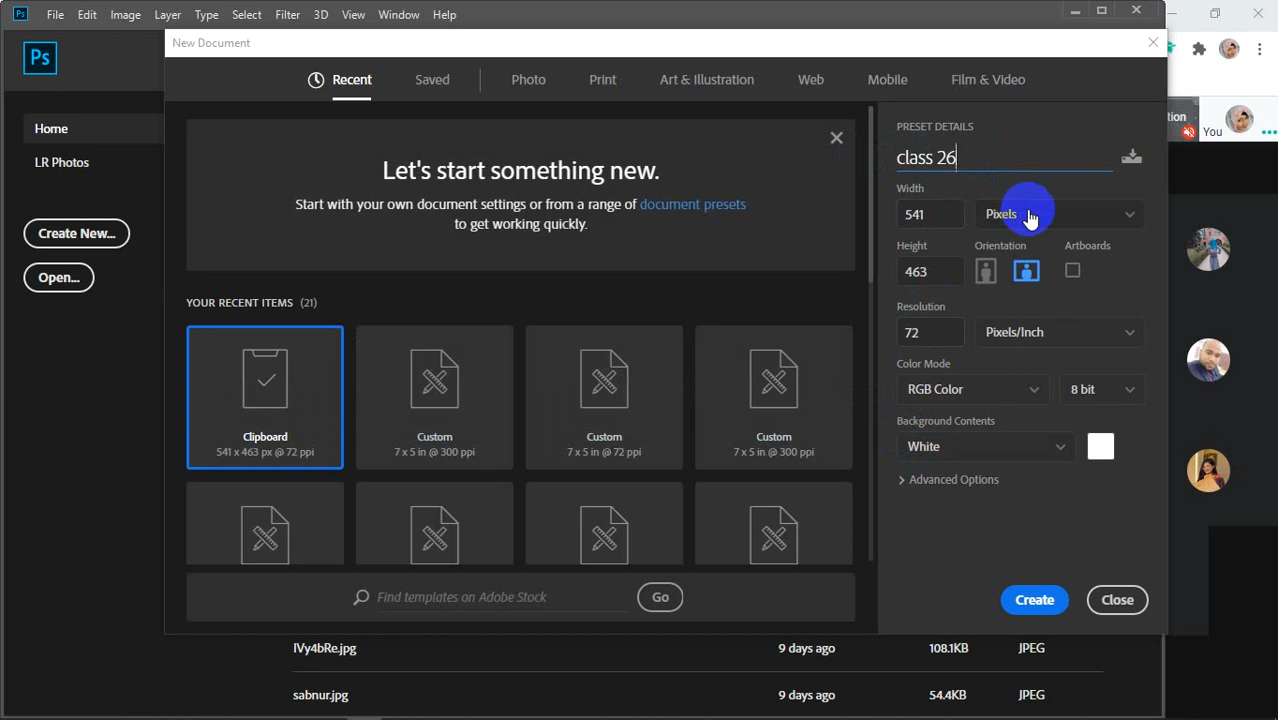 Ps File Edit Image Layer Type Select Filter 3D View Window Help
Ps
New Document
Recent Saved Photo Print Art & Illustration Web Mobile Film & Video
Home
LR Photos
Create New...
Open...
Let's start something new.
Start with your own document settings or from a range of document presets
to get working quickly.
YOUR RECENT ITEMS (21)
Clipboard
541 x 463 px @ 72 ppi
Custom
7 x 5 in @ 300 ppi
Custom
7 x 5 in @ 72 ppi
Custom
7 x 5 in @ 300 ppi
Find templates on Adobe Stock Go
PRESET DETAILS
class 26
Width
541 Pixels
Height Orientation Artboards
463
Resolution
72 Pixels/Inch
Color Mode
RGB Color 8 bit
Background Contents
White
Advanced Options
Create Close
tion
You
IVy4bRe.jpg 9 days ago 108.1KB JPEG
sabnur.jpg 9 days ago 54.4KB JPEG